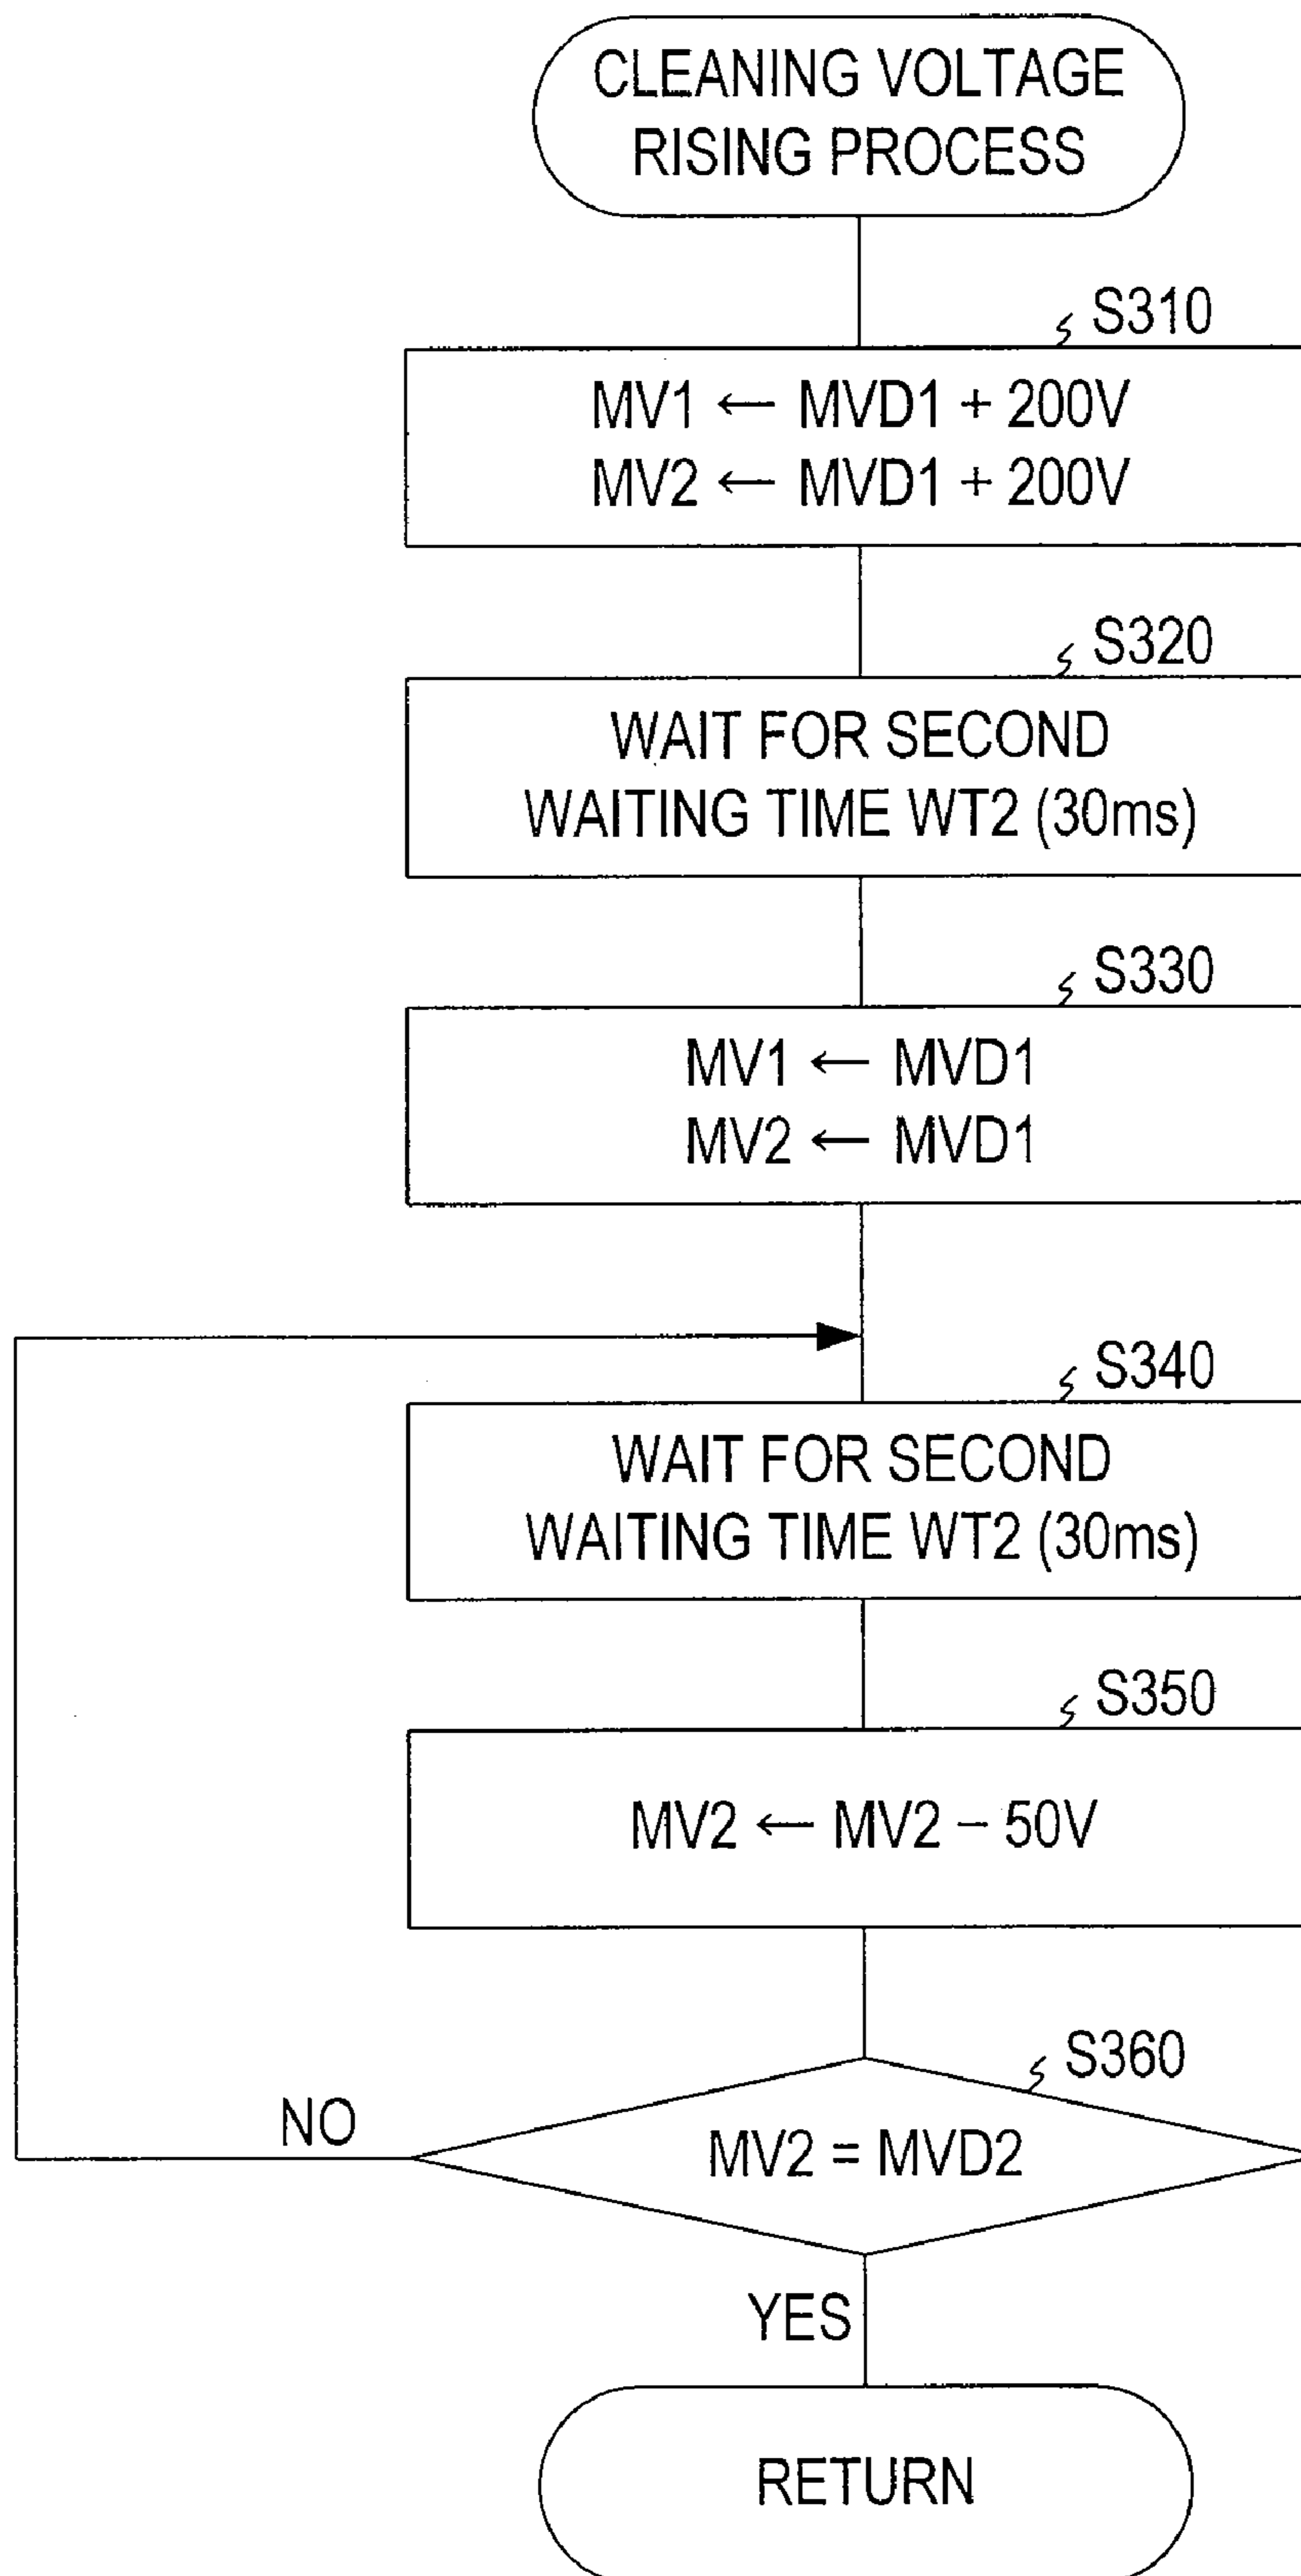 CLEANING VOLTAGE
RISING PROCESS
S310
MV1 ← MVD1 + 200V
MV2 ← MVD1 + 200V
S320
WAIT FOR SECOND
WAITING TIME WT2 (30ms)
S330
MV1 ← MVD1
MV2 ← MVD1
S340
WAIT FOR SECOND
WAITING TIME WT2 (30ms)
S350
MV2 ← MV2 – 50V
S360
MV2 = MVD2
NO
YES
RETURN